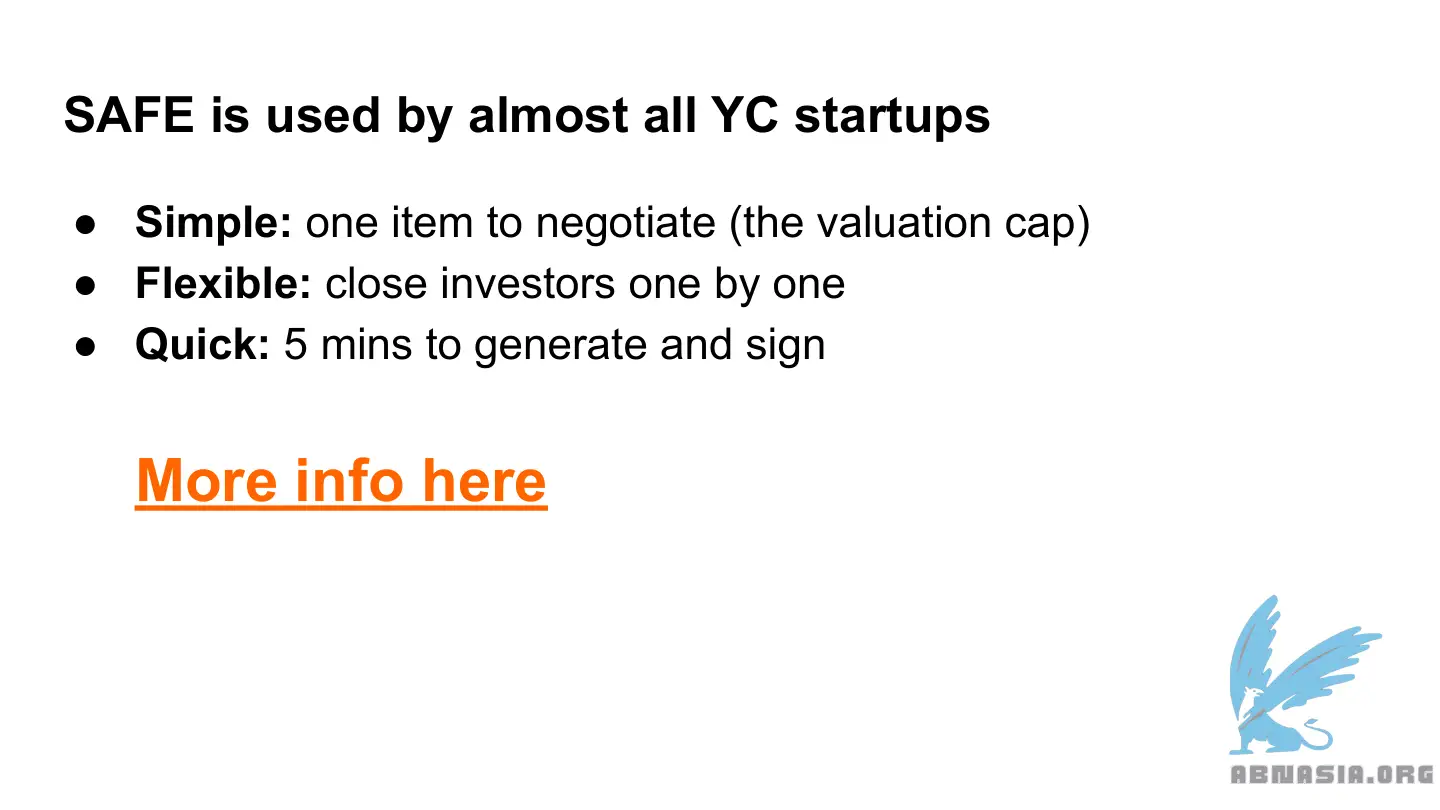 SAFE is used by almost all YC startups
● Simple: one item to negotiate (the valuation cap)
● Flexible: close investors one by one
● Quick: 5 mins to generate and sign
More info here
ABNASIA.ORG